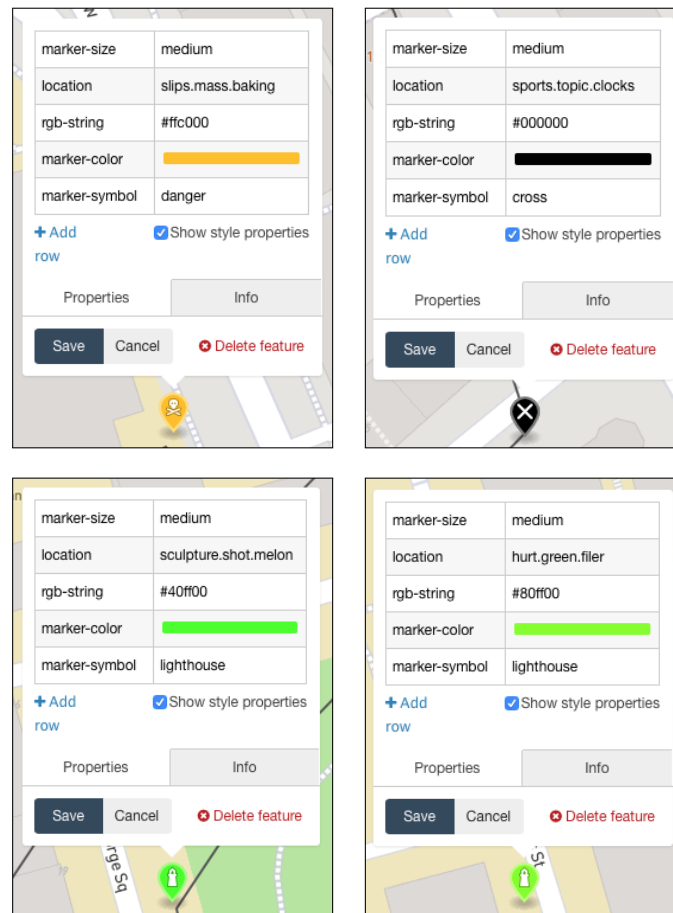 marker-size medium
location slips.mass.baking
rgb-string #ffc000
marker-color
marker-symbol danger
Add Show style properties
row
Properties Info
Save Cancel Delete feature
marker-size medium
location sports.topic.clocks
rgb-string #000000
marker-color
marker-symbol cross
Add Show style properties
row
Properties Info
Save Cancel Delete feature
marker-size medium
location sculpture.shot.melon
rgb-string #40ff00
marker-color
marker-symbol lighthouse
Add Show style properties
row
Properties Info
Save Cancel Delete feature
rge Sq
marker-size medium
location hurt.green.filer
rgb-string #80ff00
marker-color
marker-symbol lighthouse
Add Show style properties
row
Properties Info
Save Cancel Delete feature
St